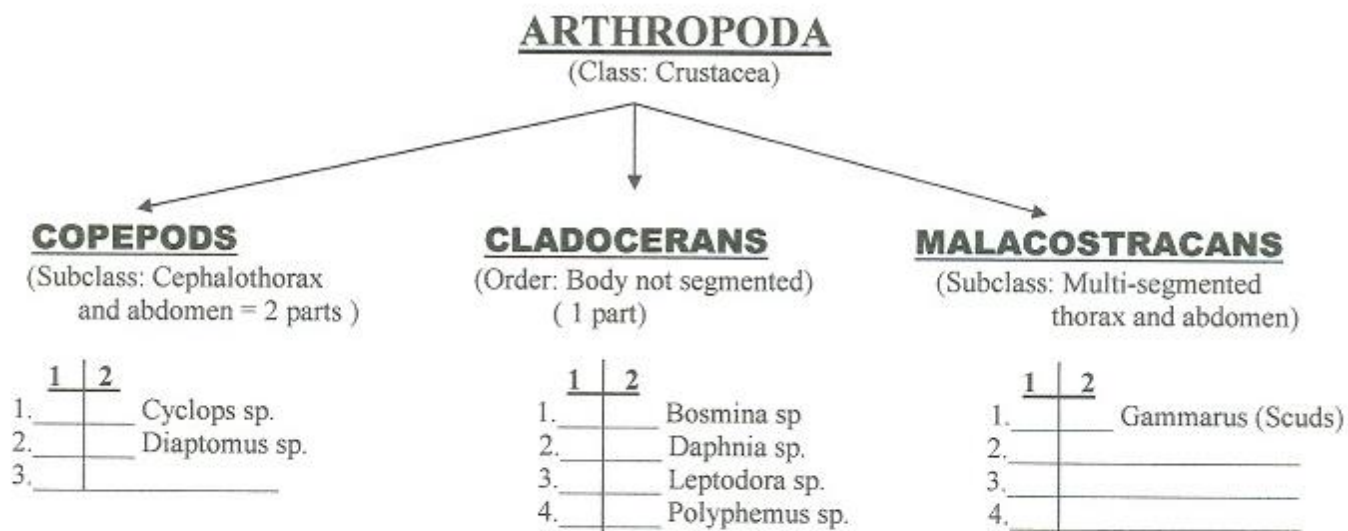 ARTHROPODA
(Class: Crustacea)
COPEPODS
(Subclass: Cephalothorax
and abdomen = 2 parts )
1 2
1. Cyclops sp.
2. Diaptomus sp.
3.
CLADOCERANS
(Order: Body not segmented)
( 1 part)
1 2
1. Bosmina sp
2. Daphnia sp.
3. Leptodora sp.
4. Polyphemus sp.
MALACOSTRACANS
(Subclass: Multi-segmented
thorax and abdomen)
1 2
1. Gammarus (Scuds)
2.
3.
4.